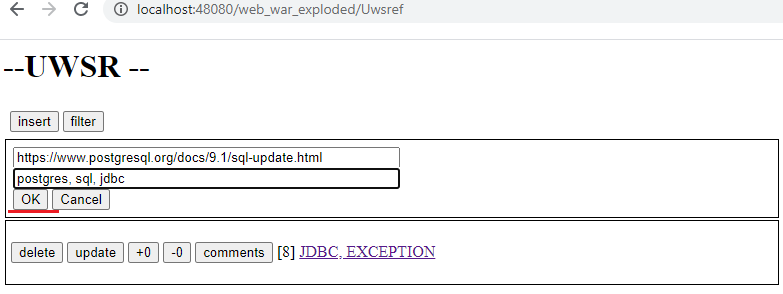 localhost:48080/web_war_exploded/Uwsref
--UWSR --
insert filter
https://www.postgresql.org/docs/9.1/sql-update.html
postgres, sql, jdbc
OK Cancel
delete update +0 -0 comments [8] JDBC, EXCEPTION